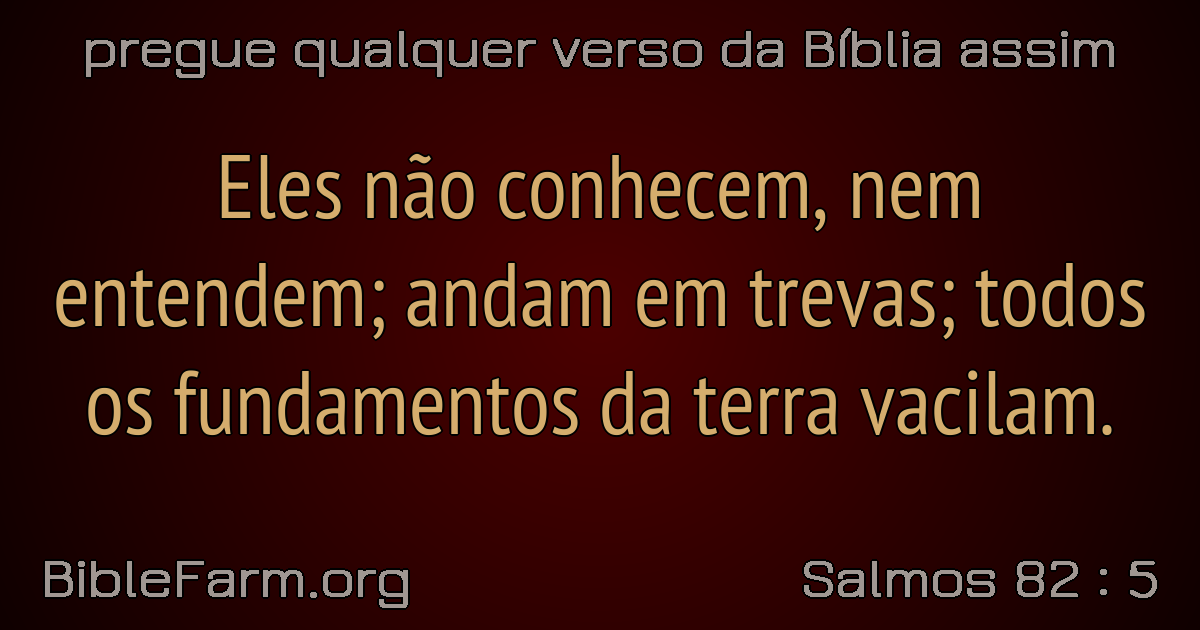 pregue qualquer verso da Bíblia assim
Eles não conhecem, nem
entendem; andam em trevas; todos
os fundamentos da terra vacilam.
BibleFarm.org
Salmos 82 : 5